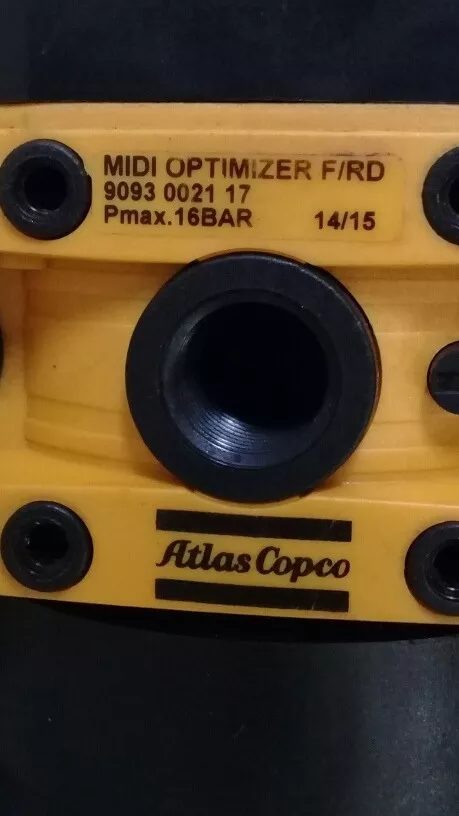 MIDI OPTIMIZER F/RD
9093 0021 17
Pmax.16BAR 14/15
Atlas Copco